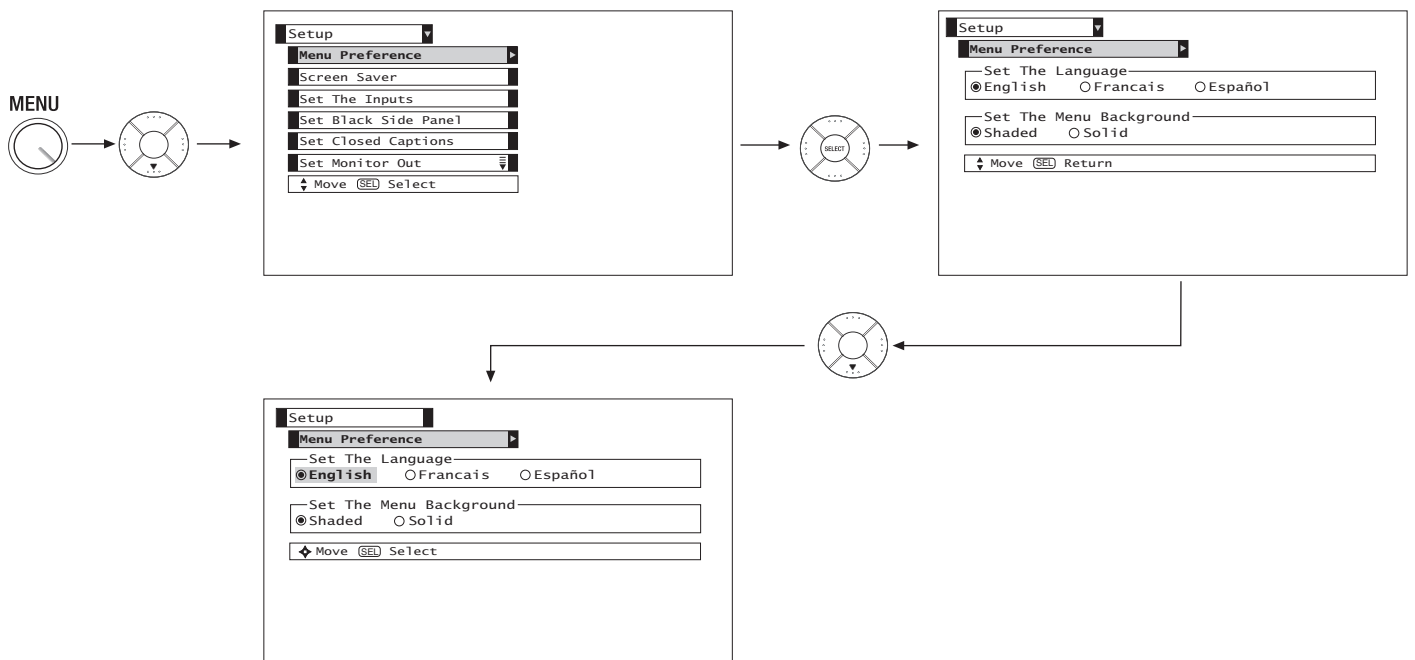 MENU
Setup
Menu Preference
Screen Saver
Set The Inputs
Set Black Side Panel
Set Closed Captions
Set Monitor Out
Move SEL Select
SELECT
Setup
Menu Preference
Set The Language
English Francais Español
Set The Menu Background
Shaded Solid
Move SEL Return
Setup
Menu Preference
Set The Language
English Francais Español
Set The Menu Background
Shaded Solid
Move SEL Select